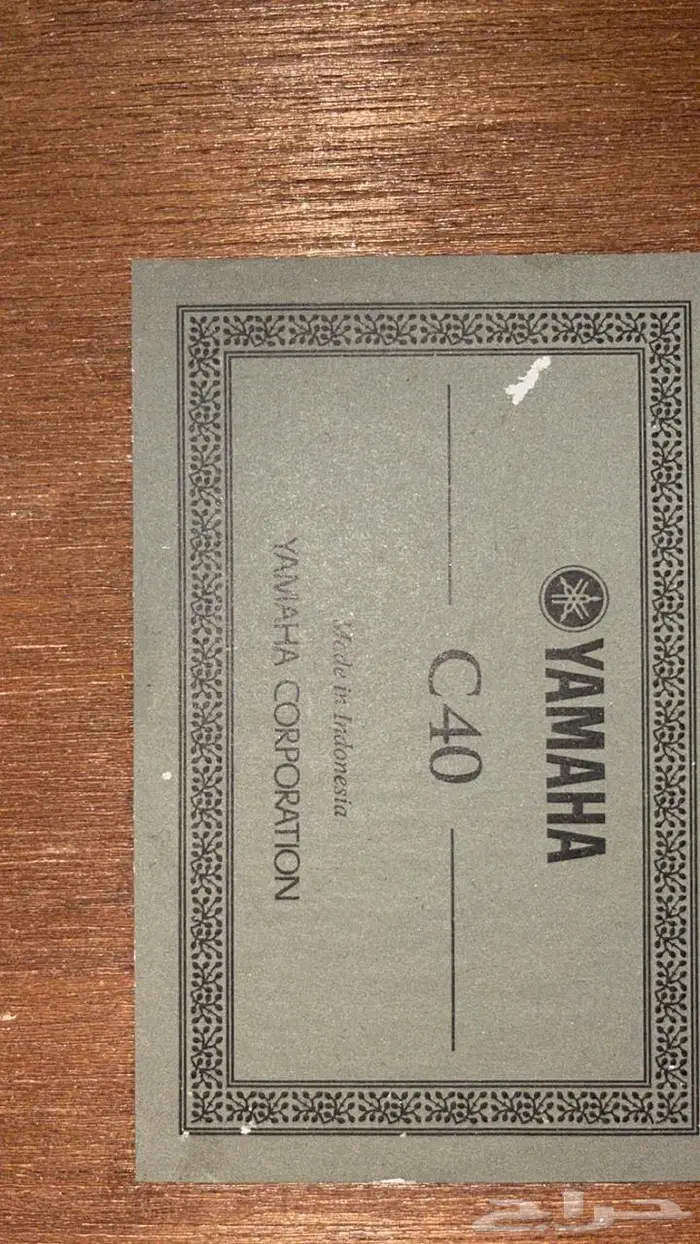 YAMAHA
C40
Made in Indonesia
YAMAHA CORPORATION
حراج